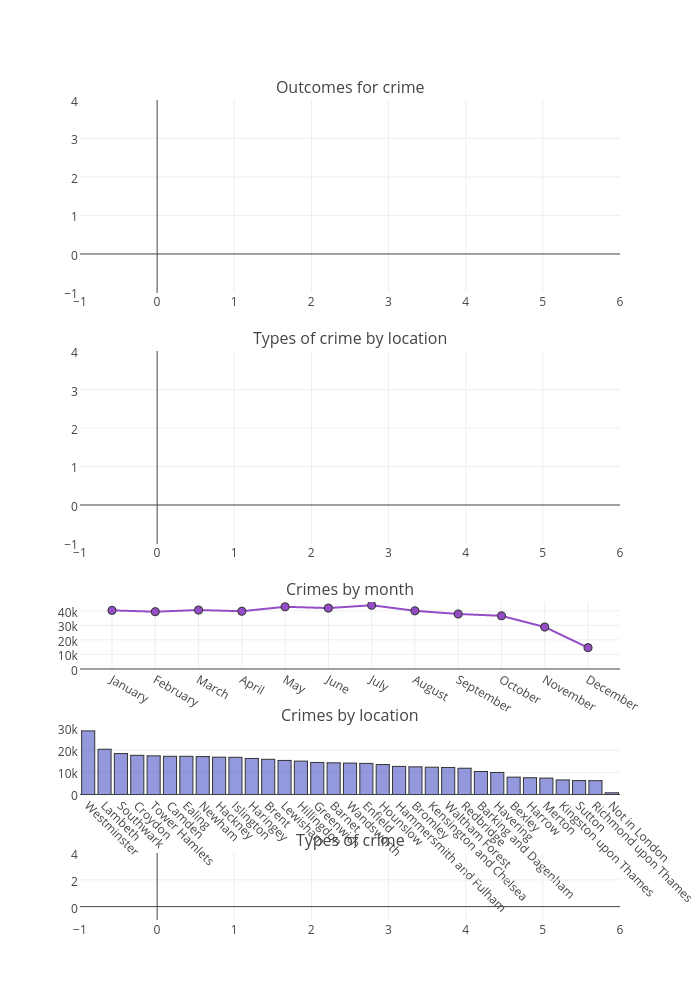 Outcomes for crime
4
3
2
1
0
−1
−1 0 1 2 3 4 5 6
Types of crime by location
4
3
2
1
0
−1
−1 0 1 2 3 4 5 6
Crimes by month
40k
30k
20k
10k
0
January February March April May June July August September October November December
Crimes by location
30k
20k
10k
0
Westminster
Lambeth
Southwark
Croydon
Tower Hamlets
Camden
Ealing
Newham
Hackney
Islington
Haringey
Brent
Lewisham
Hillingdon
Greenwich
Barnet
Wandsworth
Enfield
Hounslow
Hammersmith and Fulham
Bromley
Kensington and Chelsea
Waltham Forest
Redbridge
Barking and Dagenham
Havering
Bexley
Harrow
Merton
Kingston upon Thames
Sutton
Richmond upon Thames
Not in London
Types of crime
4
2
0
−1 0 1 2 3 4 5 6